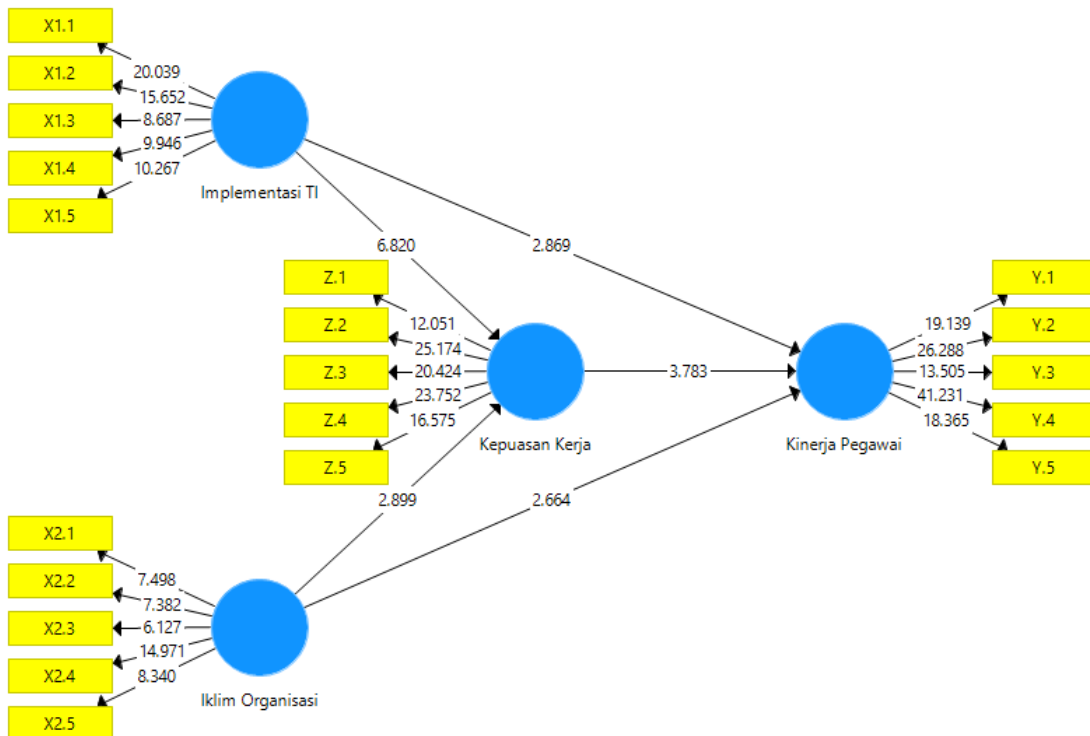 X1.1
X1.2
X1.3
X1.4
X1.5
20.039
15.652
8.687
9.946
10.267
Implementasi TI
6.820
2.869
Z.1
Z.2
Z.3
Z.4
Z.5
12.051
25.174
20.424
23.752
16.575
Kepuasan Kerja
3.783
Kinerja Pegawai
19.139
26.288
13.505
41.231
18.365
Y.1
Y.2
Y.3
Y.4
Y.5
2.899
2.664
X2.1
X2.2
X2.3
X2.4
X2.5
7.498
7.382
6.127
14.971
8.340
Iklim Organisasi